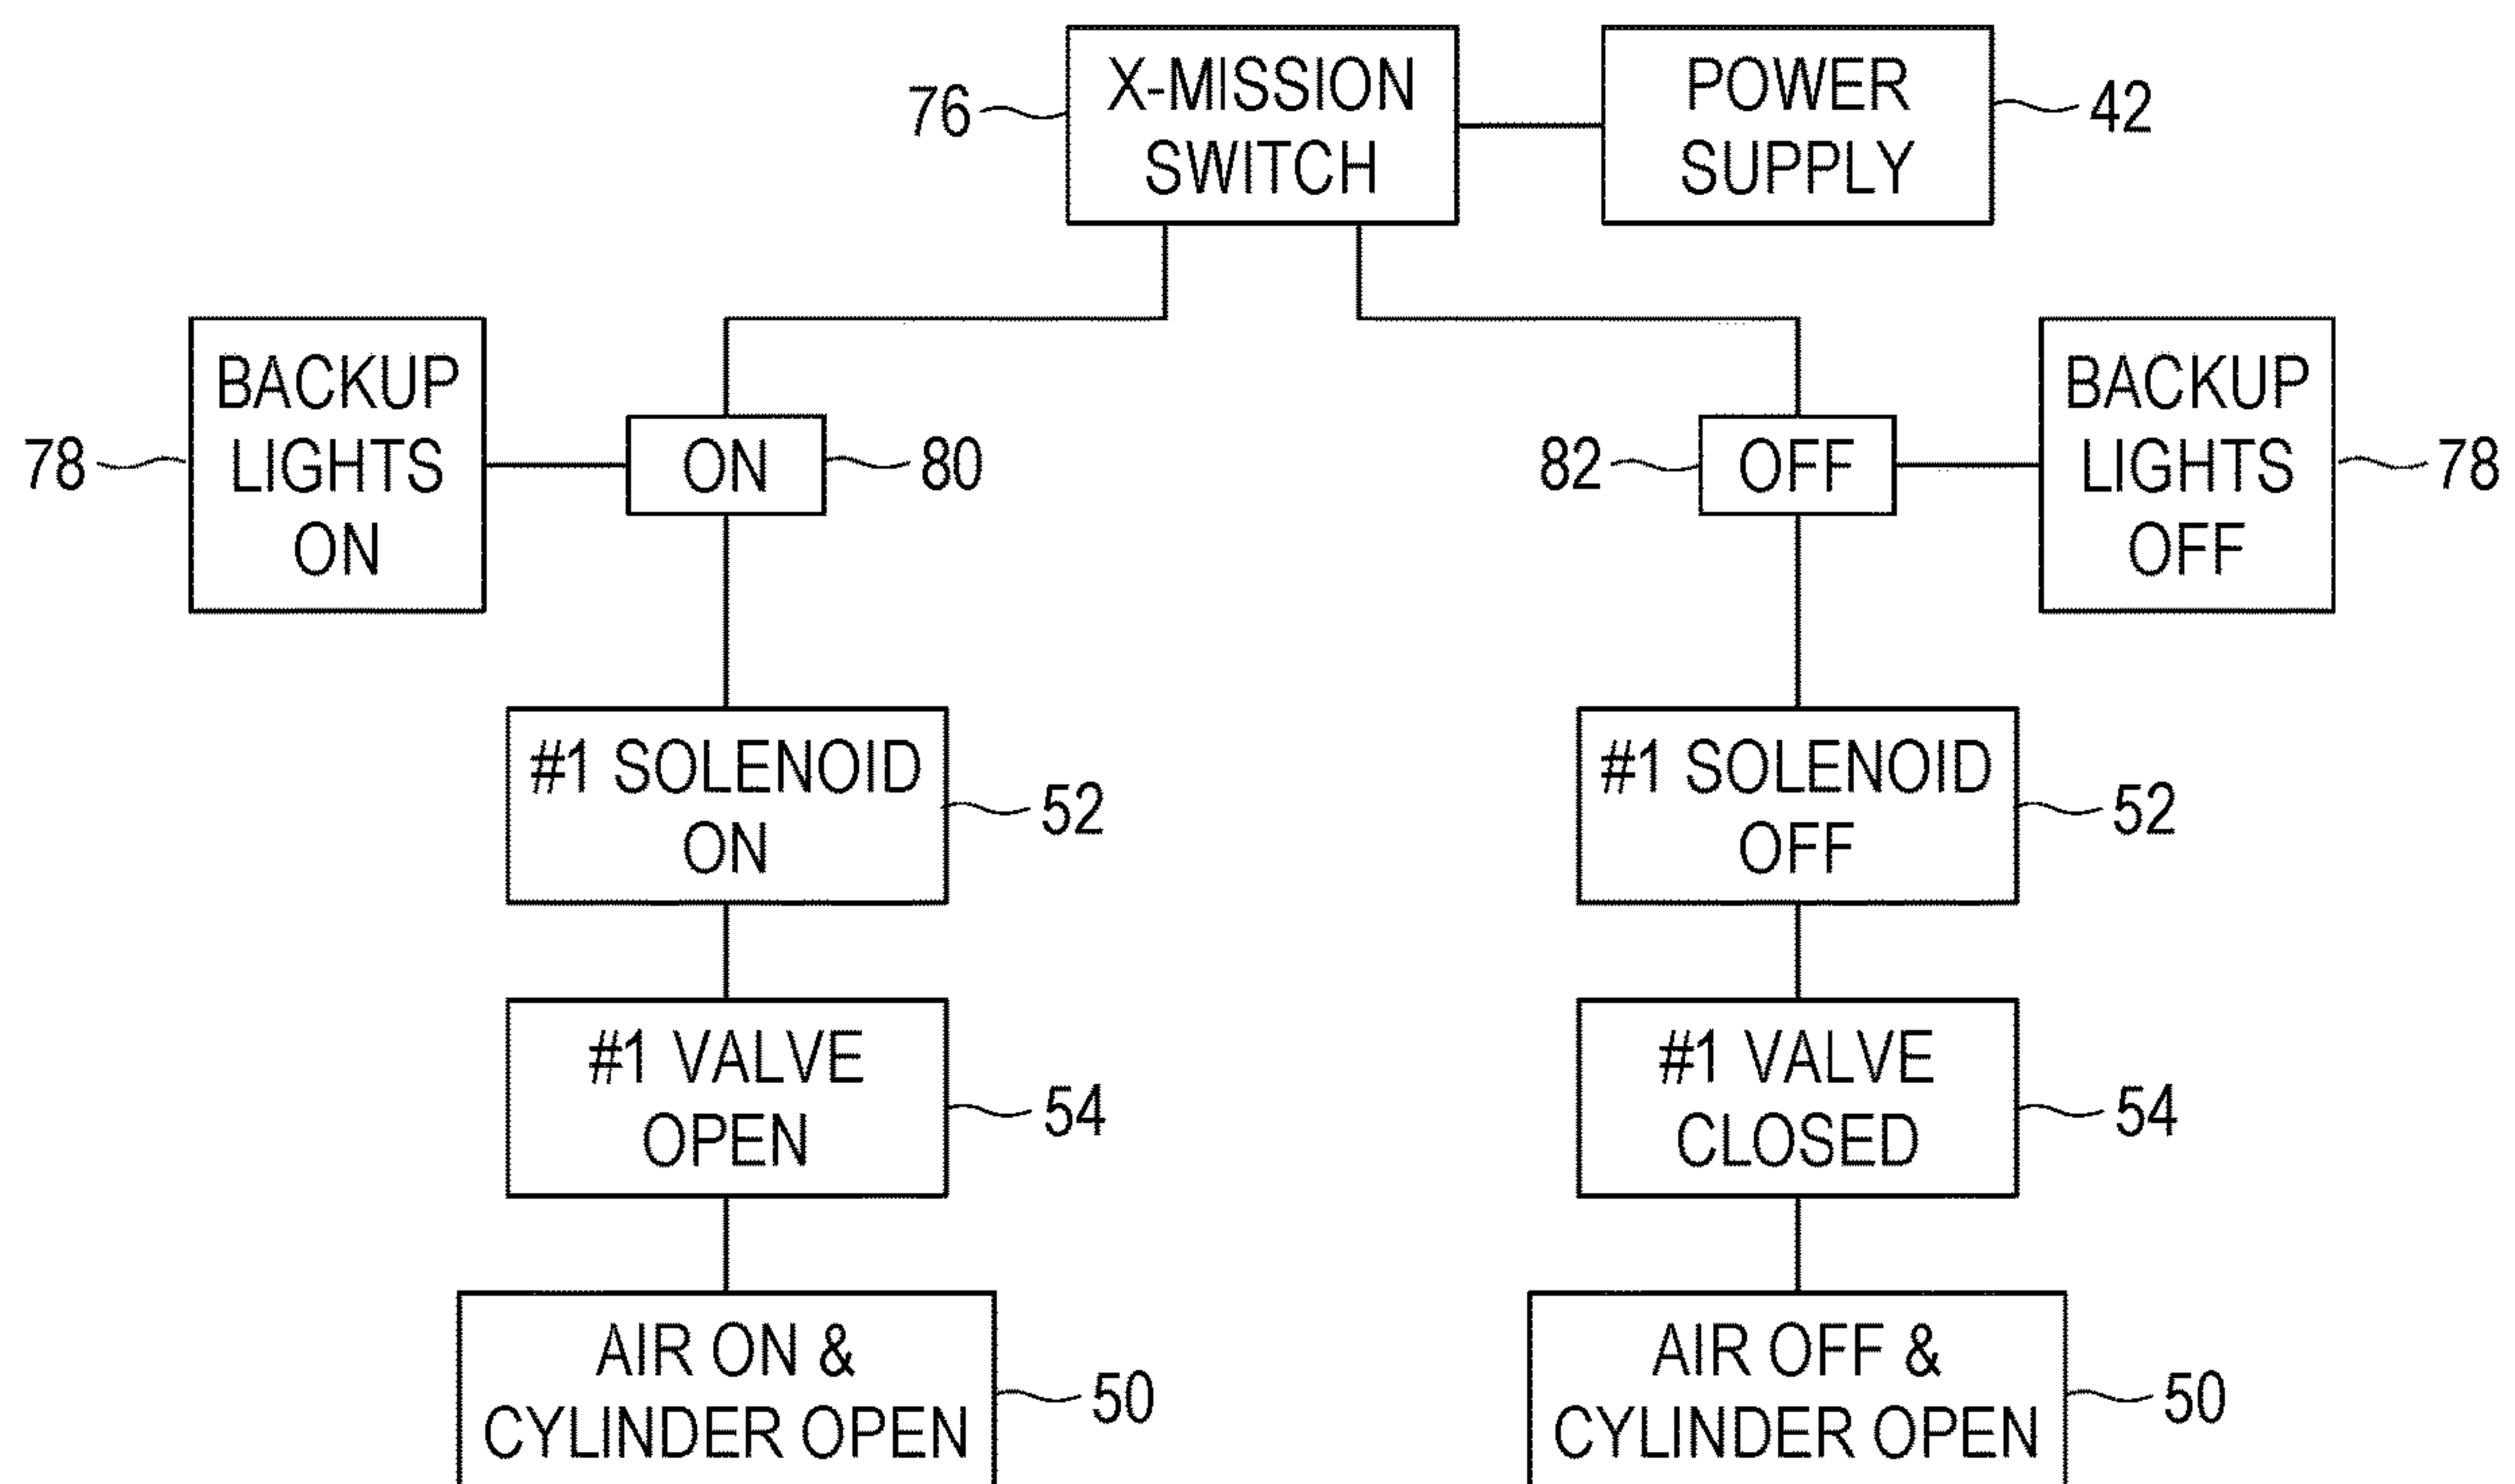 X-MISSION
SWITCH
76
POWER
SUPPLY
42
BACKUP
LIGHTS
ON
78
ON
80
82
OFF
BACKUP
LIGHTS
OFF
78
#1 SOLENOID
ON
52
#1 SOLENOID
OFF
52
#1 VALVE
OPEN
54
#1 VALVE
CLOSED
54
AIR ON &
CYLINDER OPEN
50
AIR OFF &
CYLINDER OPEN
50